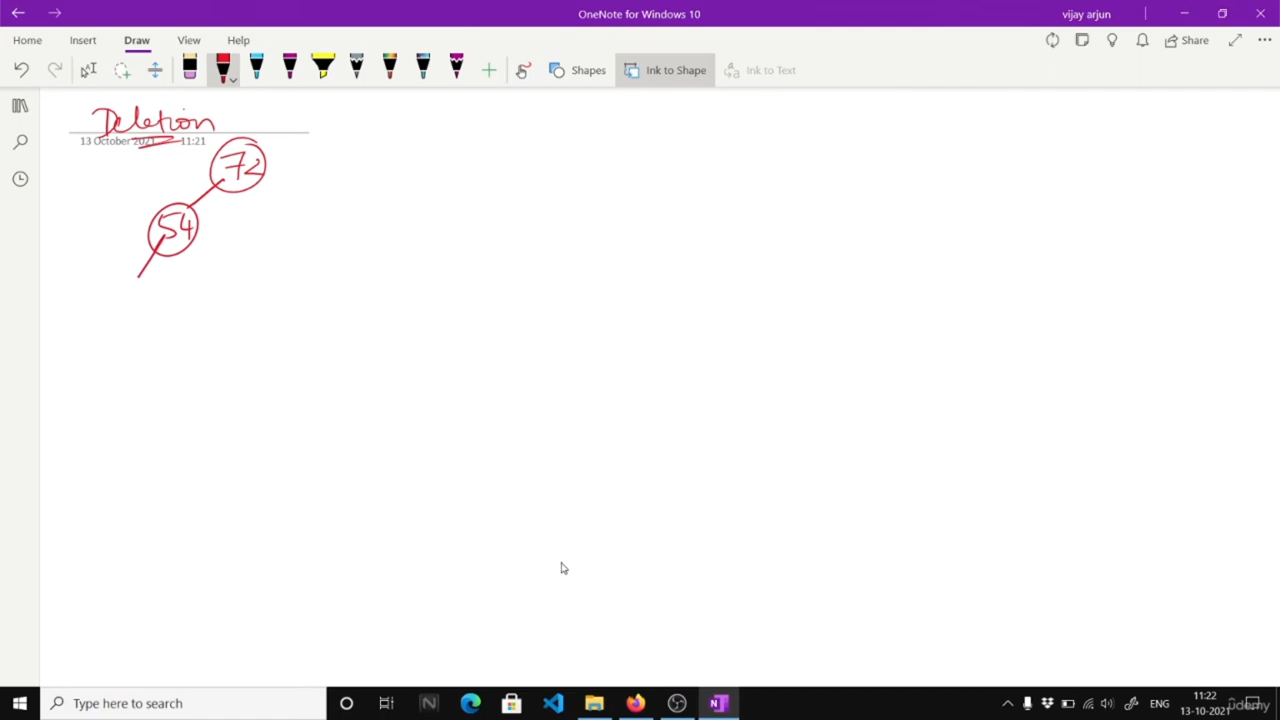 OneNote for Windows 10
vijay arjun
Home Insert Draw View Help
Share
Shapes Ink to Shape Ink to Text
Deletion
13 October 2021 11:21
72
54
Type here to search
N
N
ENG
11:22
13-10-2021
ûdemy